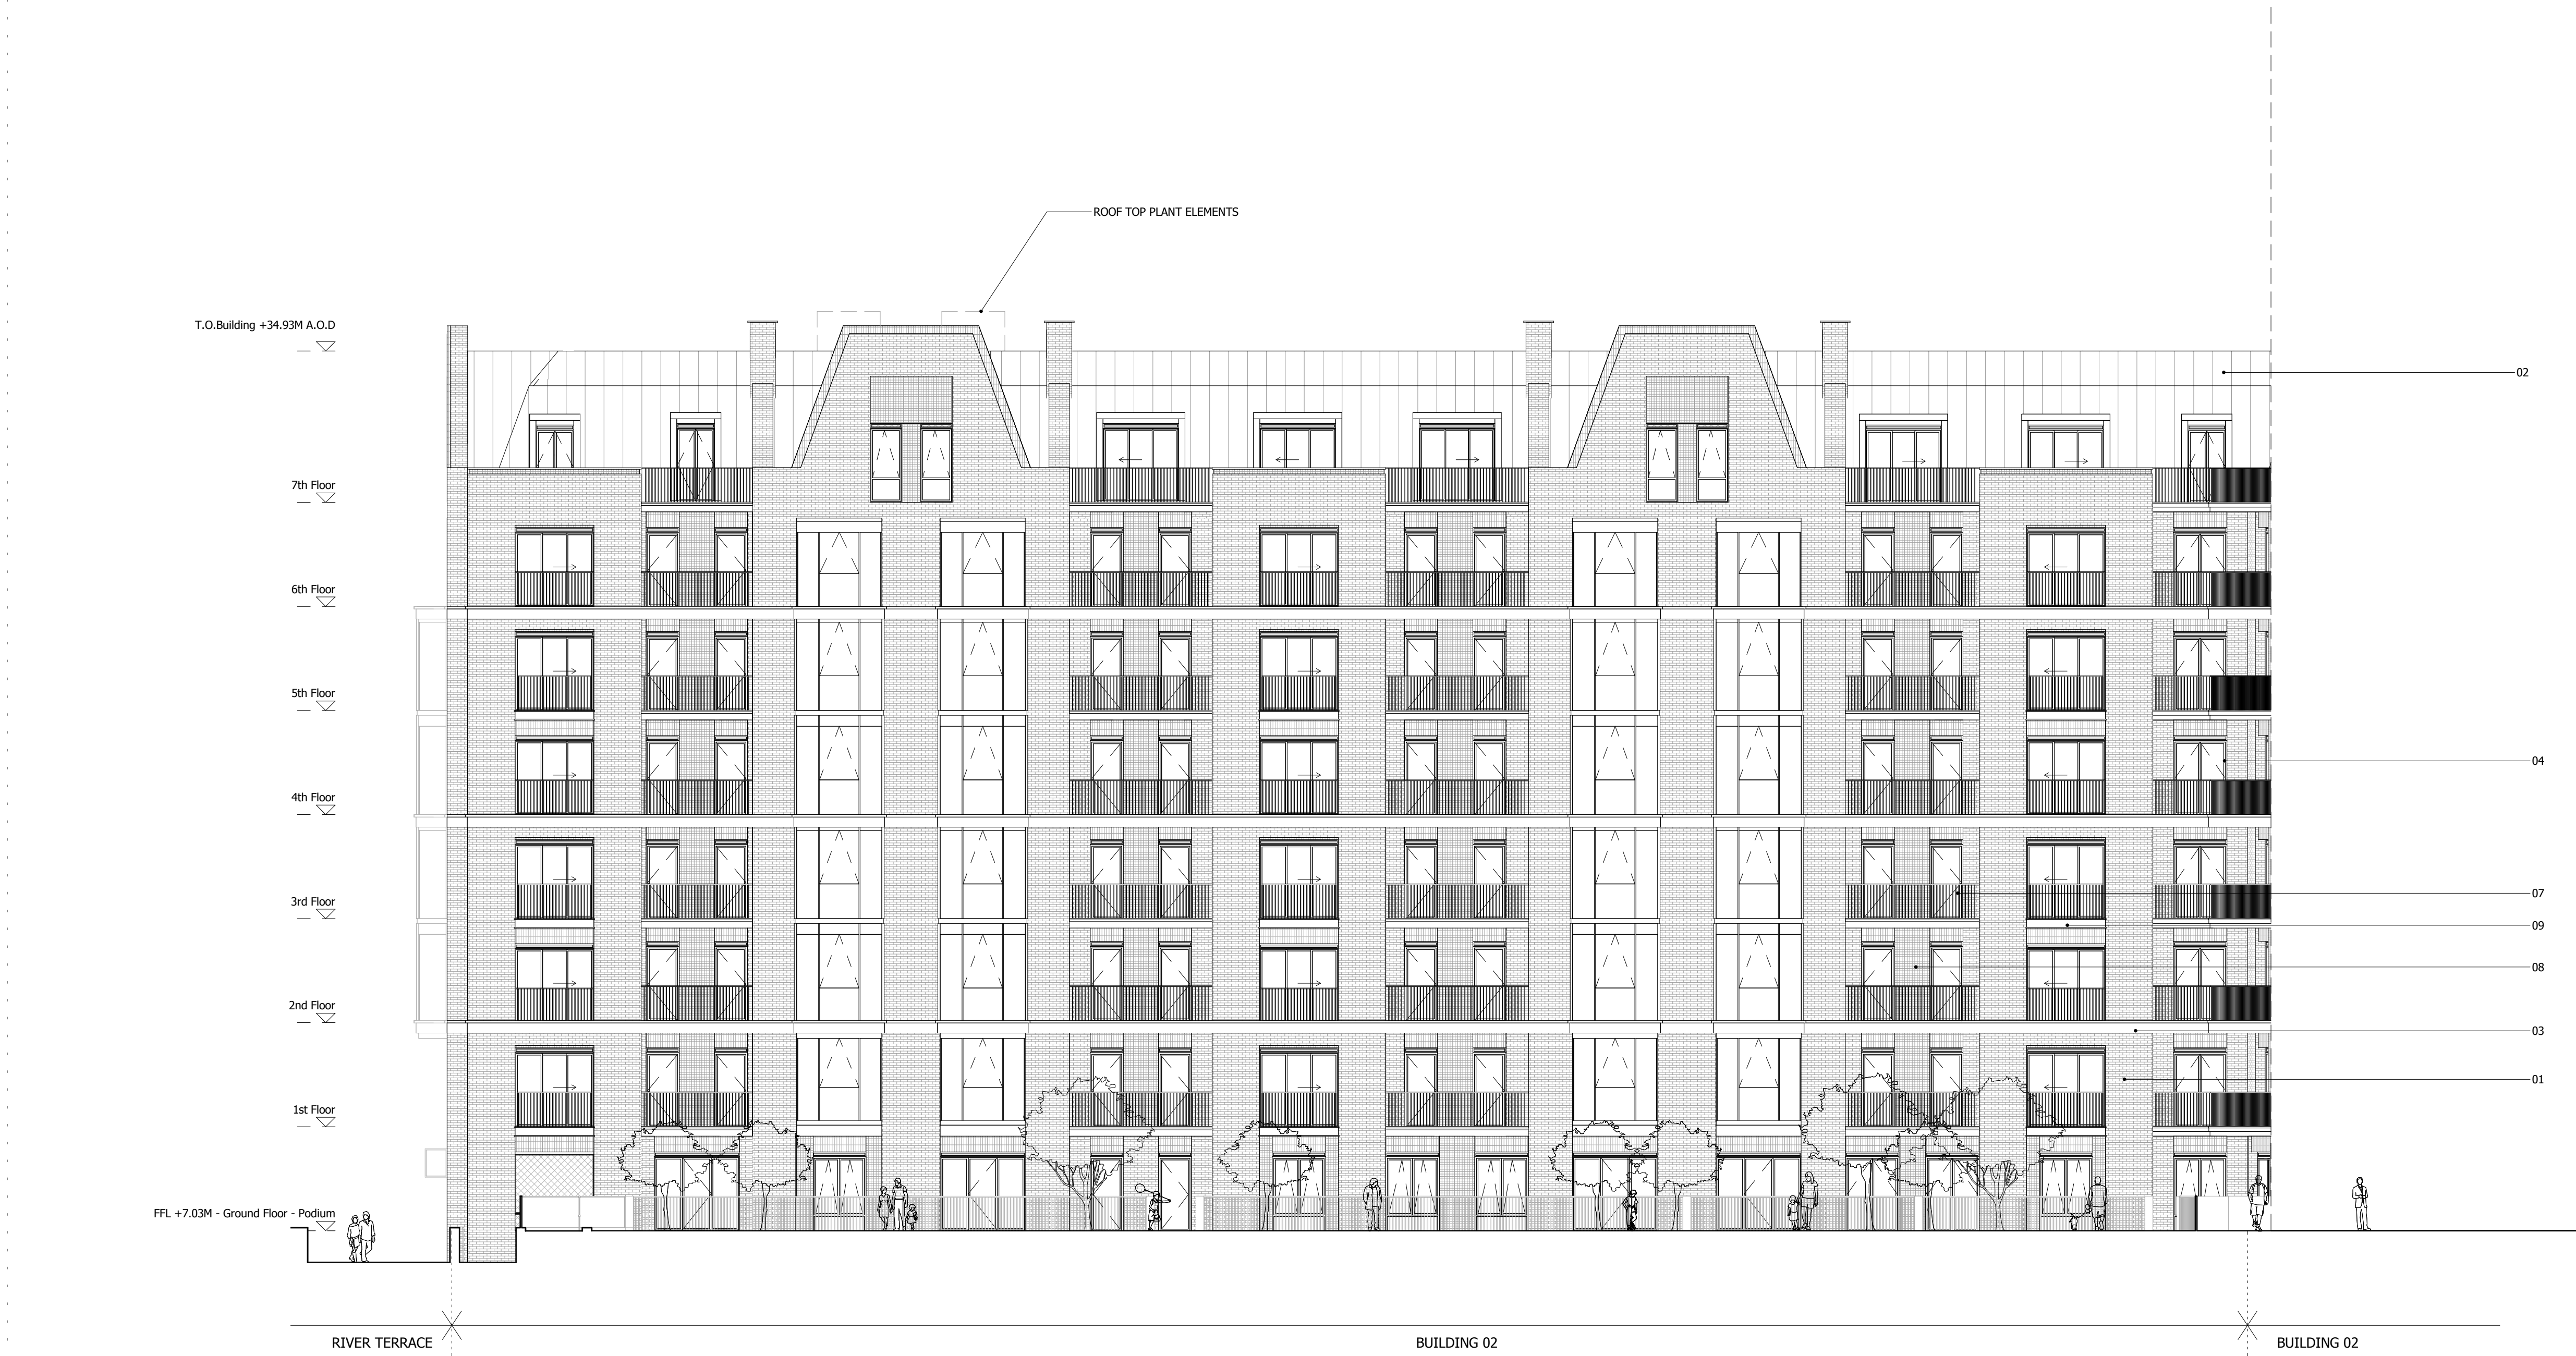 ROOF TOP PLANT ELEMENTS
T.O.Building +34.93M A.O.D
02
7th Floor
6th Floor
5th Floor
04
4th Floor
07
3rd Floor
09
08
2nd Floor
03
01
1st Floor
FFL +7.03M - Ground Floor - Podium
RIVER TERRACE
BUILDING 02
BUILDING 02